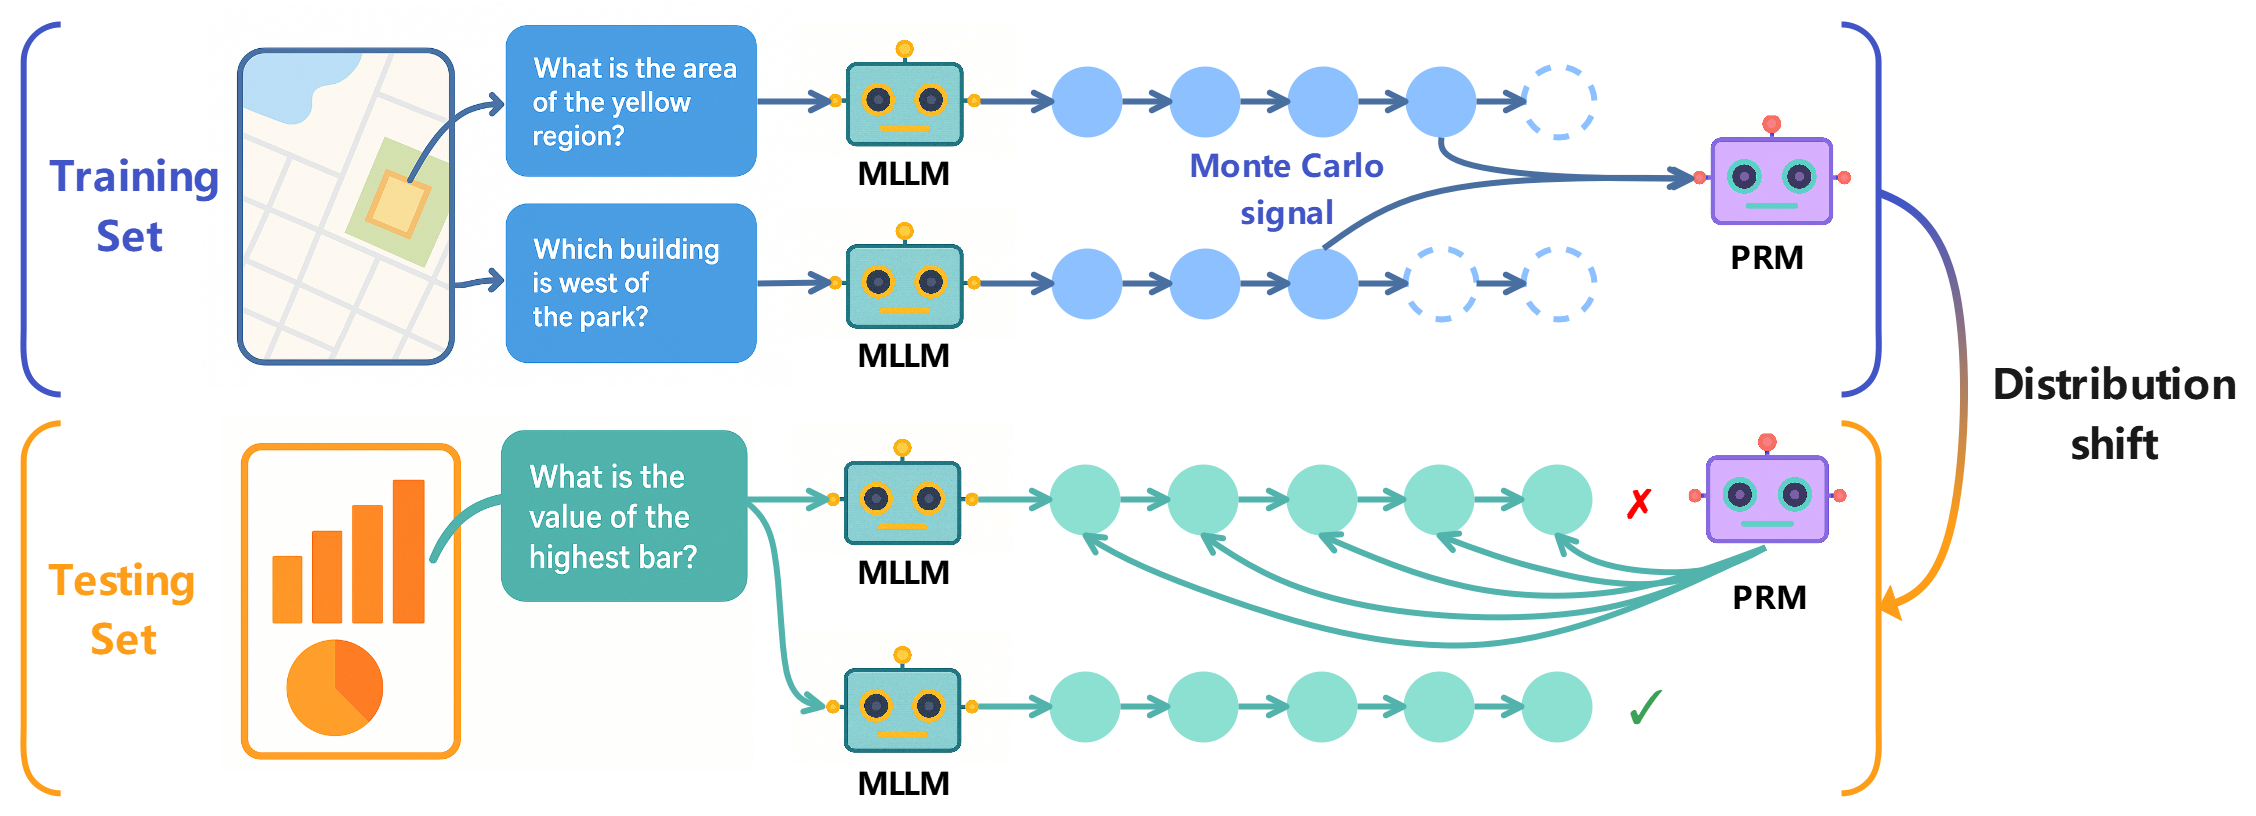 Training
Set
What is the area
of the yellow
region?
MLLM
Monte Carlo
signal
PRM
Which building
is west of
the park?
MLLM
Distribution
shift
Testing
Set
What is the
value of the
highest bar?
MLLM
✗
PRM
MLLM
✓